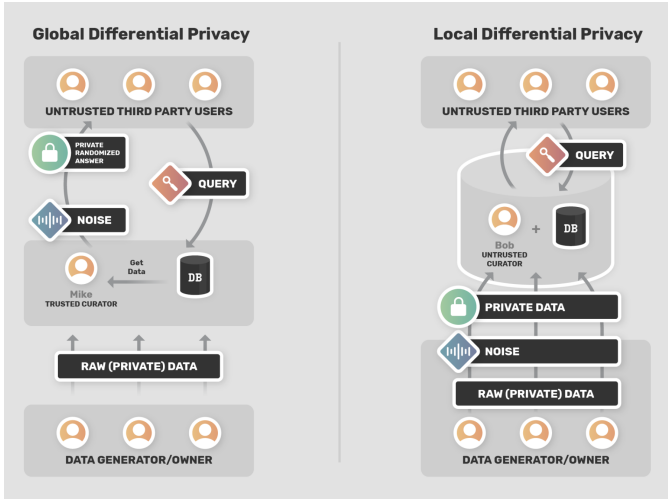 Global Differential Privacy
UNTRUSTED THIRD PARTY USERS
PRIVATE
RANDOMIZED
ANSWER
QUERY
NOISE
Get
Data
DB
Mike
TRUSTED CURATOR
RAW (PRIVATE) DATA
DATA GENERATOR/OWNER
Local Differential Privacy
UNTRUSTED THIRD PARTY USERS
QUERY
+
DB
Bob
UNTRUSTED
CURATOR
PRIVATE DATA
NOISE
RAW (PRIVATE) DATA
DATA GENERATOR/OWNER